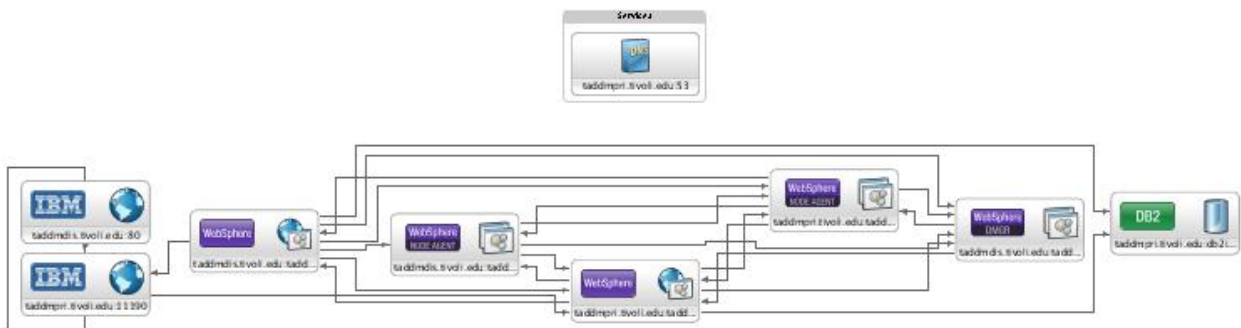 Services
DNS
taddmpri.tivoli.edu:53
IBM
taddmdis.tivoli.edu:80
IBM
taddmpri.tivoli.edu:11190
WebSphere
taddmdis.tivoli.edu:tadd...
WebSphere
NODE AGENT
taddmdis.tivoli.edu:tadd...
WebSphere
taddmpri.tivoli.edu:tadd...
WebSphere
NODE AGENT
taddmpri.tivoli.edu:tadd...
WebSphere
DMGR
taddmdis.tivoli.edu:tadd...
DB2
taddmpri.tivoli.edu:db2i...